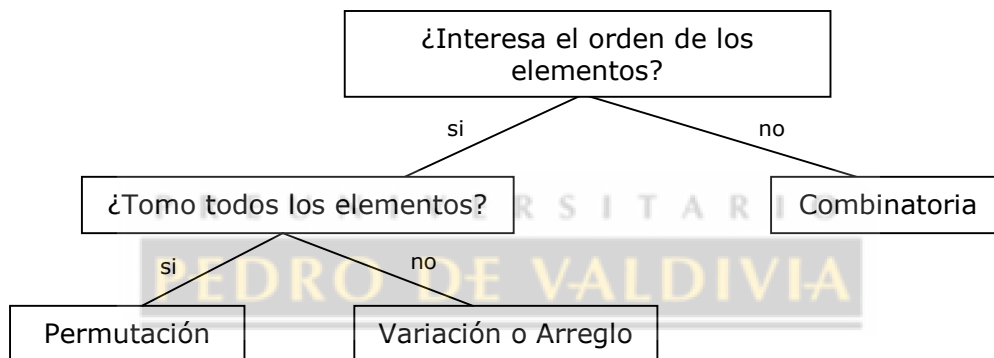 ¿Interesa el orden de los
elementos?
si
no
¿Tomo todos los elementos?
Combinatoria
PREUNIVERSITARIO
PEDRO DE VALDIVIA
si
no
Permutación
Variación o Arreglo